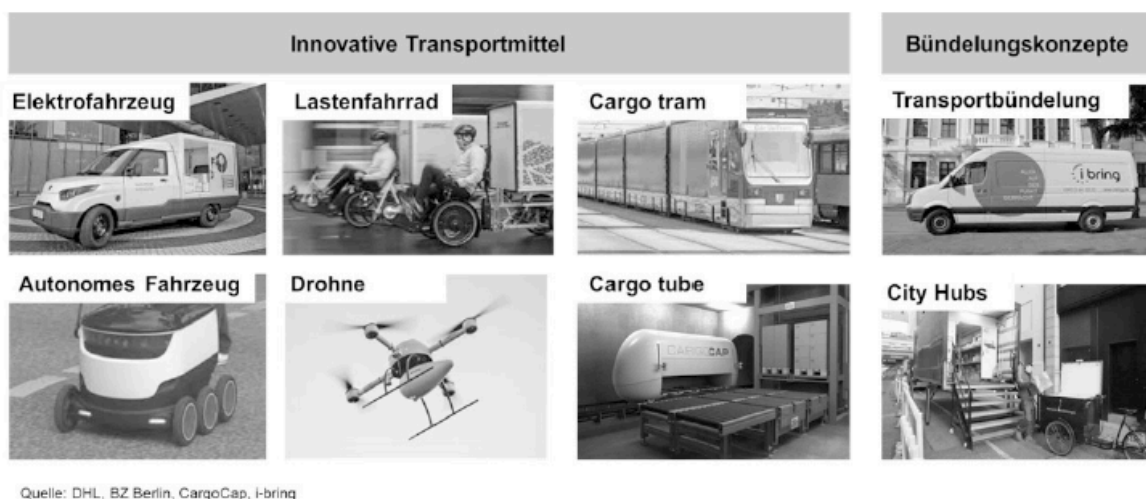 Innovative Transportmittel
Bündelungskonzepte
Elektrofahrzeug
Lastenfahrrad
Cargo tram
Transportbündelung
i-bring
Autonomes Fahrzeug
Drohne
Cargo tube
City Hubs
CARGOCAP
Quelle: DHL, BZ Berlin, CargoCap, i-bring